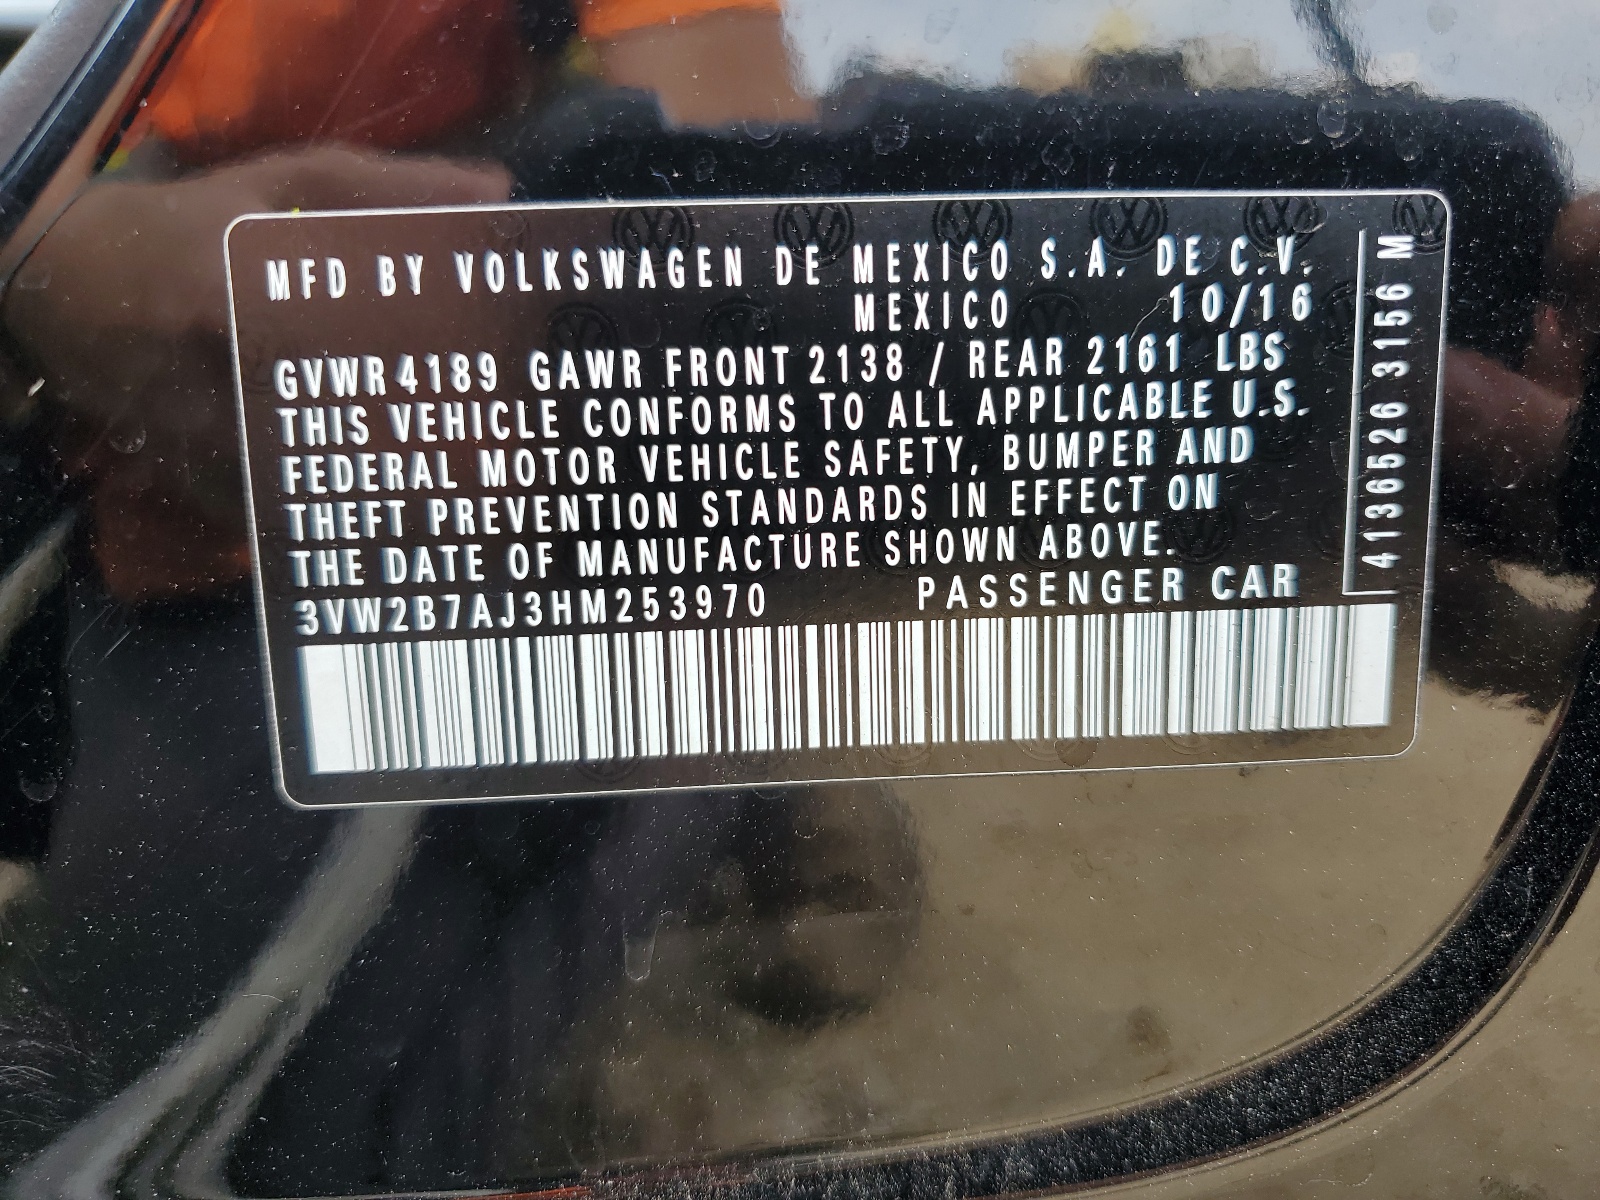 MFD BY VOLKSWAGEN DE MEXICO S.A. DE C.V.
MEXICO 10/16
GVWR 4189 GAWR FRONT 2138 / REAR 2161 LBS
THIS VEHICLE CONFORMS TO ALL APPLICABLE U.S.
FEDERAL MOTOR VEHICLE SAFETY, BUMPER AND
THEFT PREVENTION STANDARDS IN EFFECT ON
THE DATE OF MANUFACTURE SHOWN ABOVE.
3VW2B7AJ3HM253970 PASSENGER CAR
4136526 3156 M